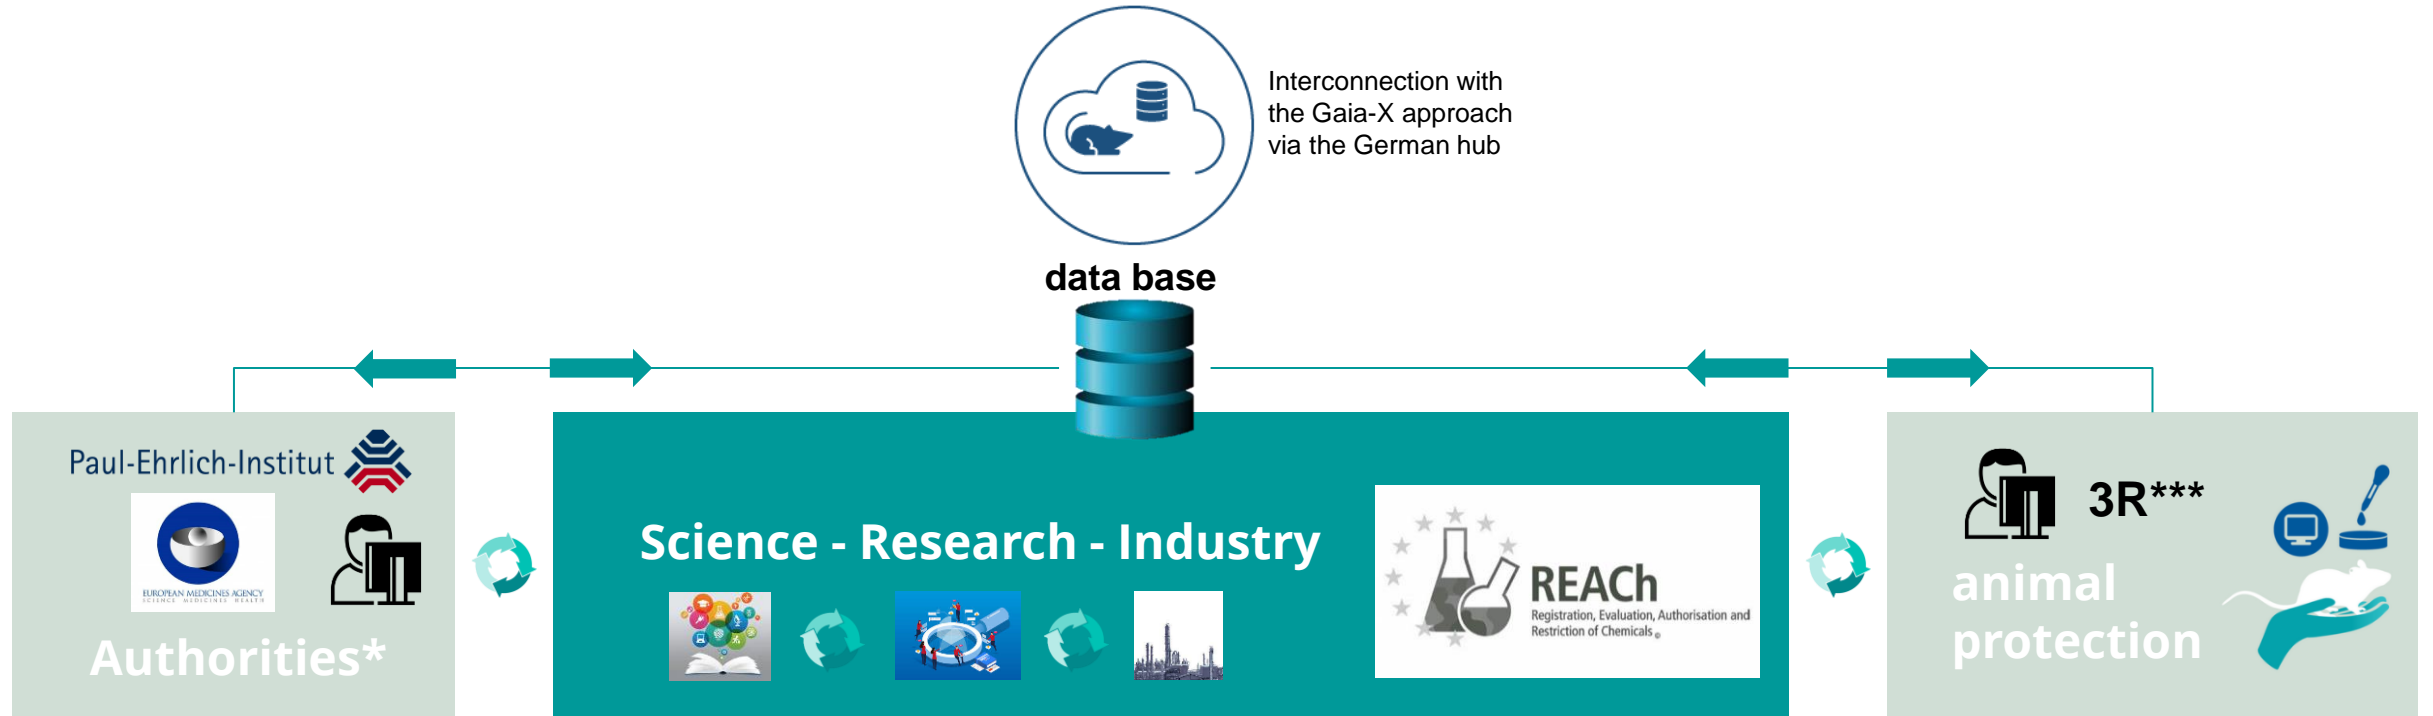 Interconnection with
the Gaia-X approach
via the German hub
data base
Paul-Ehrlich-Institut
EUROPEAN MEDICINES AGENCY
SCIENCE MEDICINES HEALTH
Authorities*
Science - Research - Industry
REACh
Registration, Evaluation, Authorisation and
Restriction of Chemicals
3R***
animal
protection